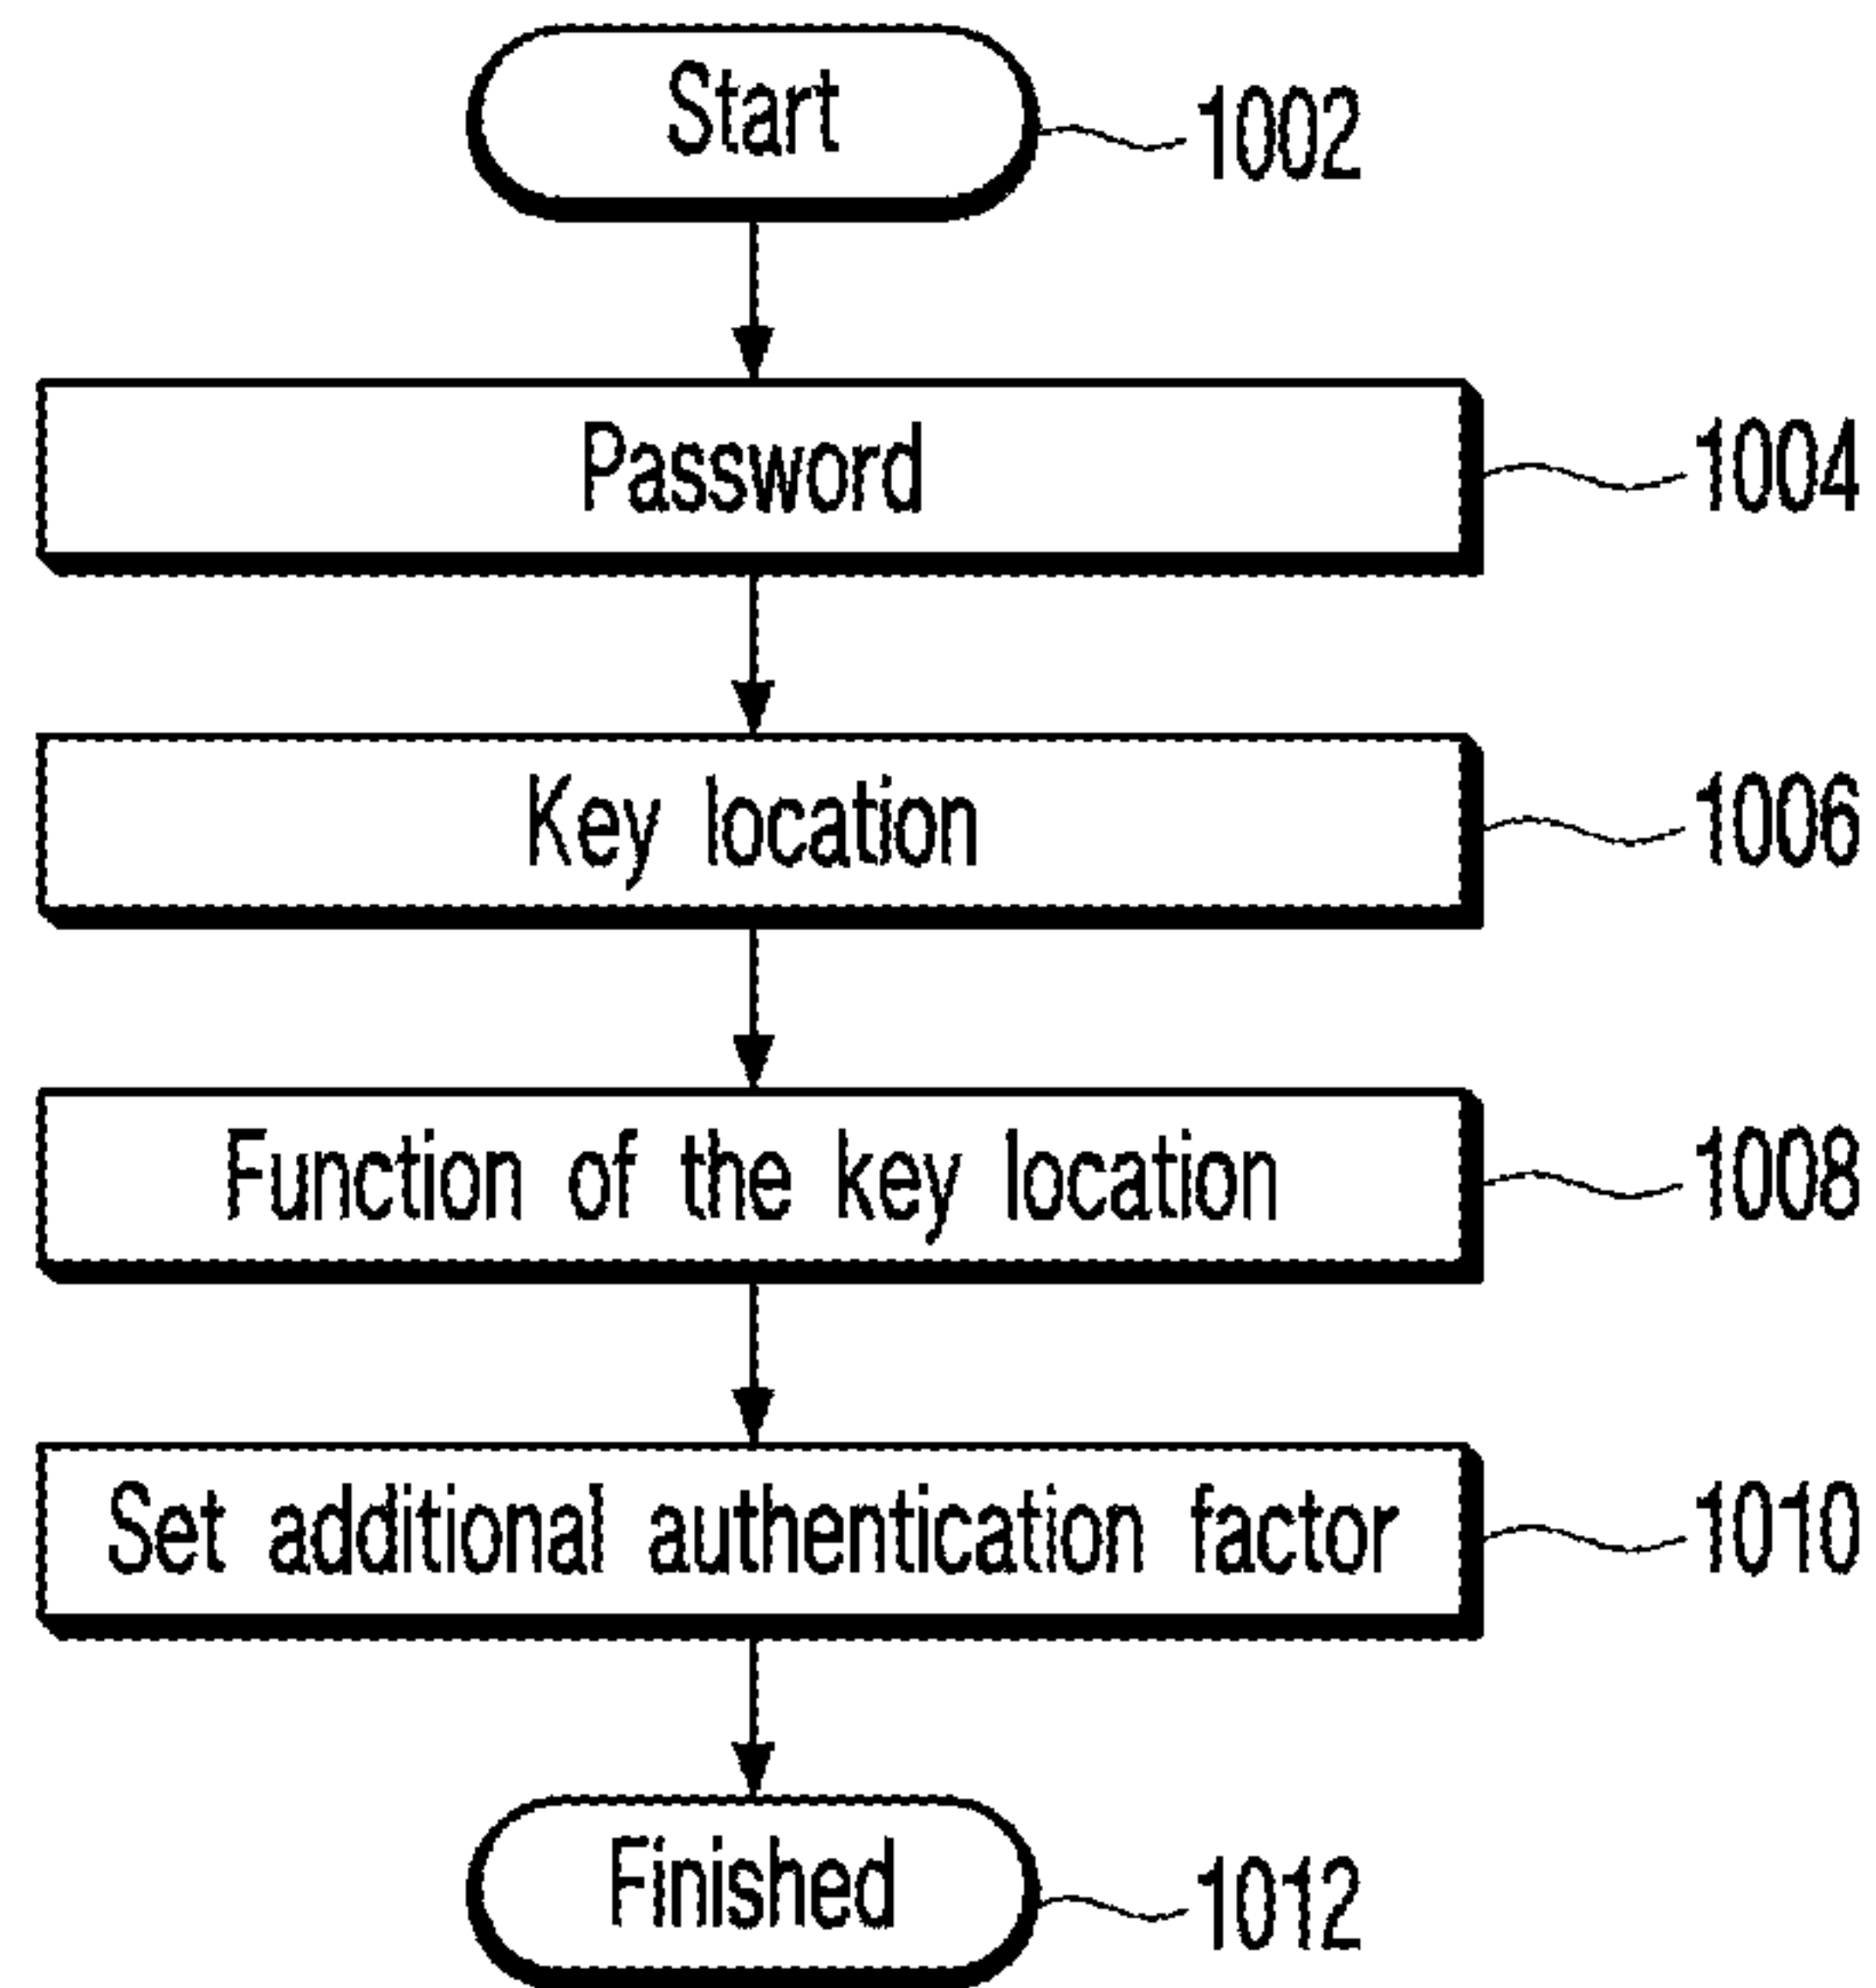 Start
1002
Password
1004
Key location
1006
Function of the key location
1008
Set additional authentication factor
1010
Finished
1012